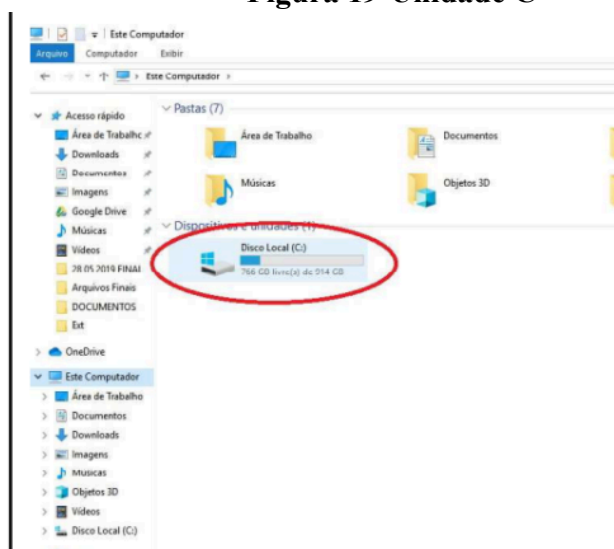 Figura 19 Unidade C
Este Computador
Arquivo Computador Exibir
Este Computador
Acesso rápido
Área de Trabalhc
Downloads
Documentos
Imagens
Google Drive
Músicas
Vídeos
28 05 2019 FINAL
Arquivos Finais
DOCUMENTOS
Ext
OneDrive
Este Computador
Área de Trabalho
Documentos
Downloads
Imagens
Músicas
Objetos 3D
Vídeos
Disco Local (C:)
Pastas (7)
Área de Trabalho
Documentos
Músicas
Objetos 3D
Dispositivos e unidades (1)
Disco Local (C:)
766 GB livre(s) de 914 GB